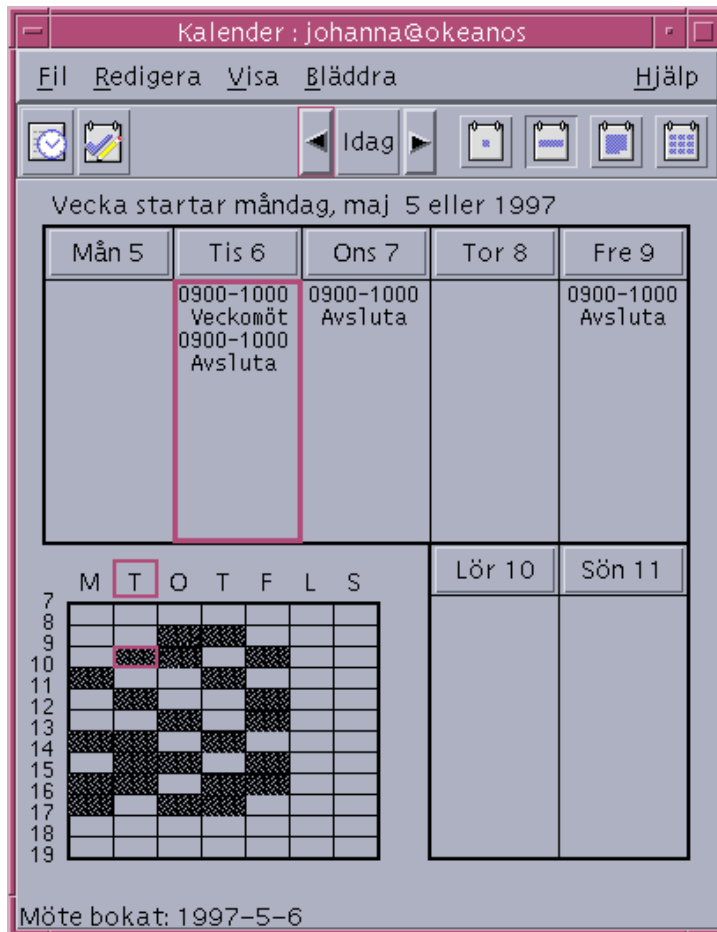 Kalender : johanna@okeanos
Fil Redigera Visa Bläddra Hjälp
Idag
Vecka startar måndag, maj 5 eller 1997
Mån 5 Tis 6 Ons 7 Tor 8 Fre 9
0900-1000 0900-1000 0900-1000
Veckomöt Avsluta Avsluta
0900-1000
Avsluta
Lör 10 Sön 11
M T O T F L S
7
8
9
10
11
12
13
14
15
16
17
18
19
Möte bokat: 1997-5-6